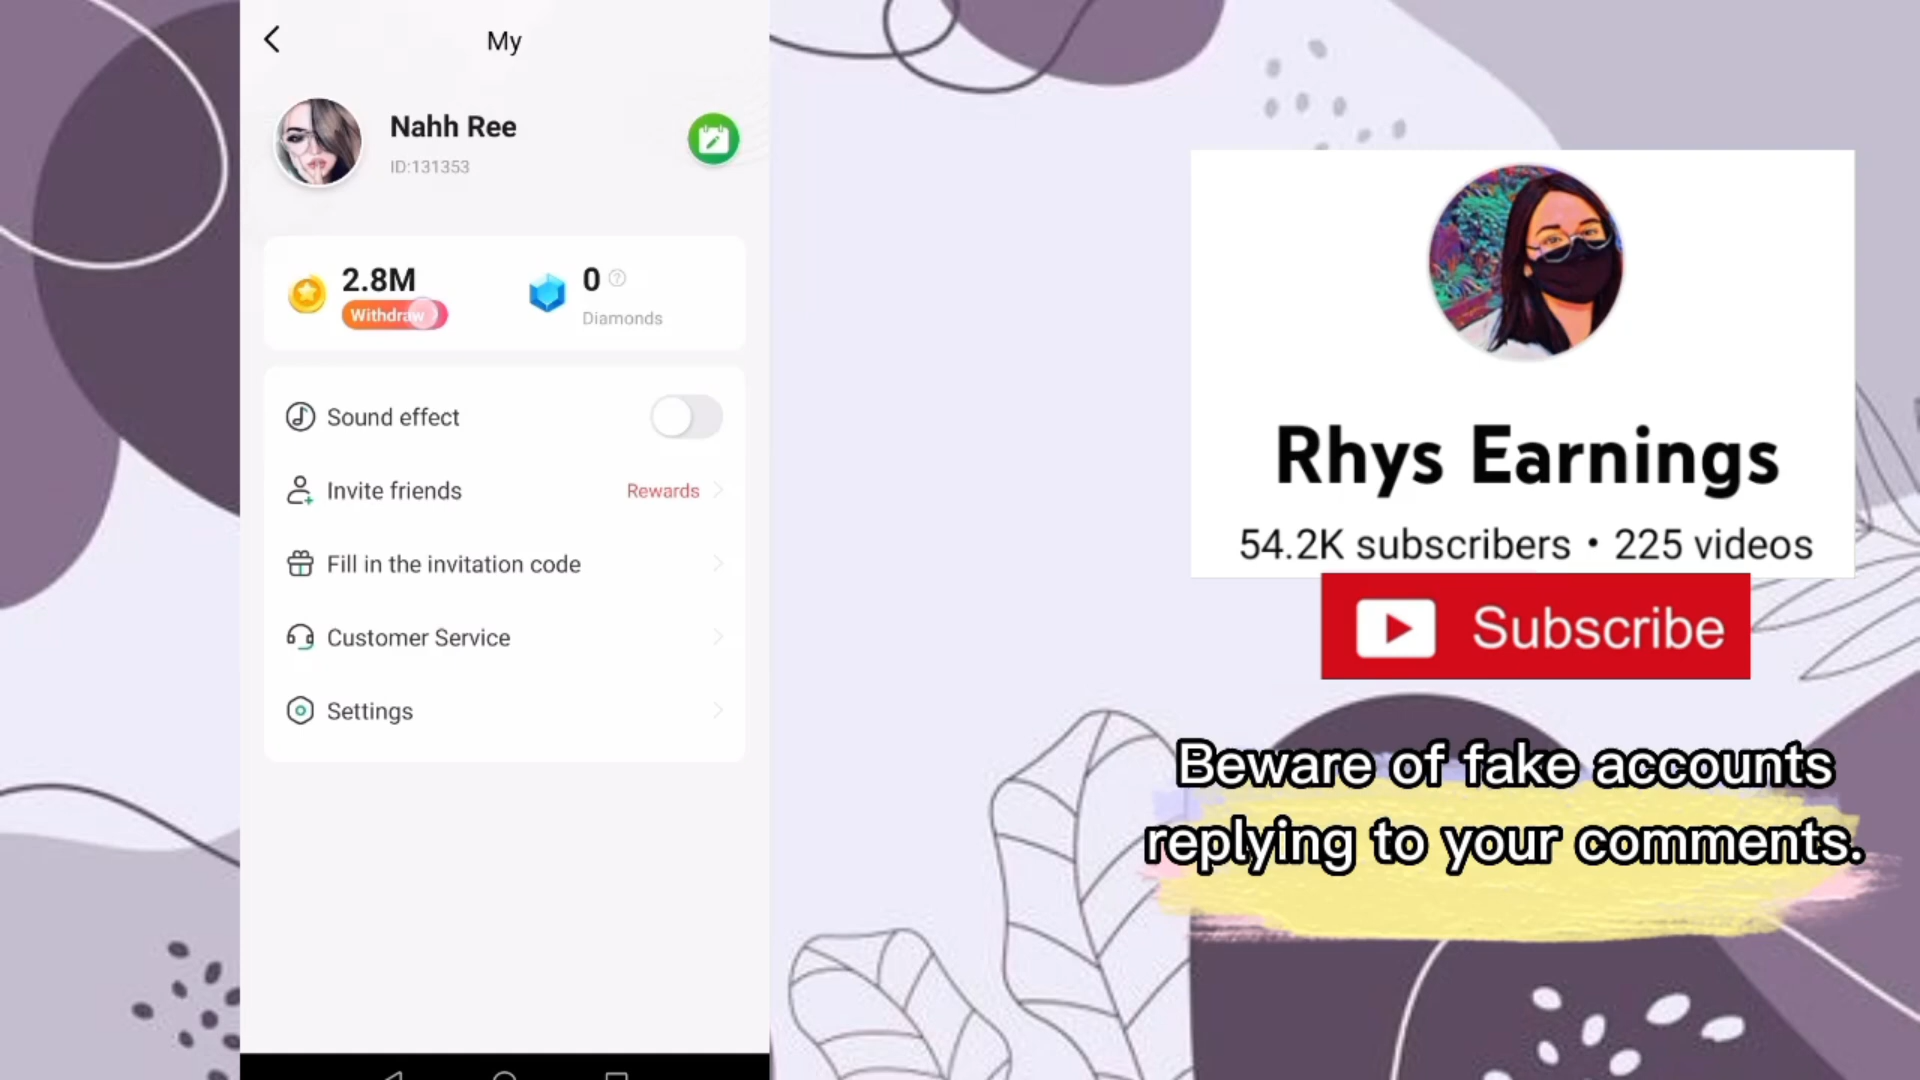 My
Nahh Ree
ID:131353
2.8M
Withdraw
0
Diamonds
Sound effect
Invite friends
Rewards
Fill in the invitation code
Customer Service
Settings
Rhys Earnings
54.2K subscribers • 225 videos
Subscribe
Beware of fake accounts
replying to your comments.